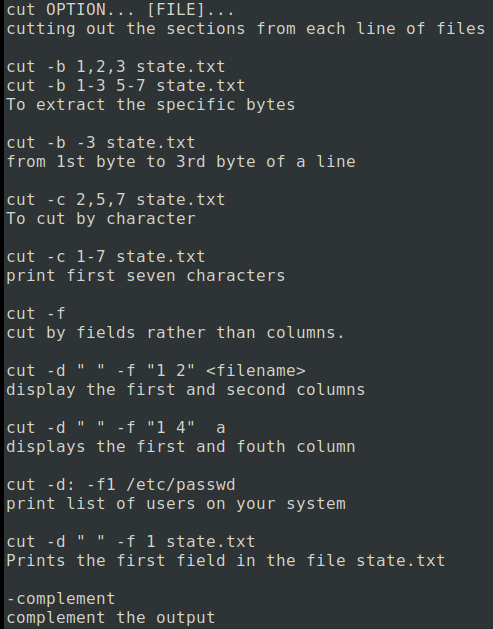 cut OPTION... [FILE]...
cutting out the sections from each line of files
cut -b 1,2,3 state.txt
cut -b 1-3 5-7 state.txt
To extract the specific bytes
cut -b -3 state.txt
from 1st byte to 3rd byte of a line
cut -c 2,5,7 state.txt
To cut by character
cut -c 1-7 state.txt
print first seven characters
cut -f
cut by fields rather than columns.
cut -d " " -f "1 2" <filename>
display the first and second columns
cut -d " " -f "1 4"  a
displays the first and fouth column
cut -d: -f1 /etc/passwd
print list of users on your system
cut -d " " -f 1 state.txt
Prints the first field in the file state.txt
-complement
complement the output